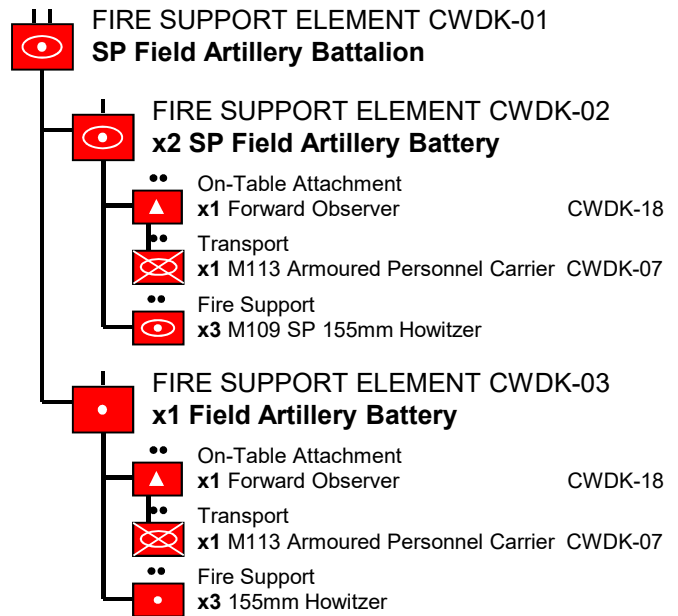 FIRE SUPPORT ELEMENT CWDK-01
SP Field Artillery Battalion
FIRE SUPPORT ELEMENT CWDK-02
x2 SP Field Artillery Battery
On-Table Attachment
x1 Forward Observer CWDK-18
Transport
x1 M113 Armoured Personnel Carrier CWDK-07
Fire Support
x3 M109 SP 155mm Howitzer
FIRE SUPPORT ELEMENT CWDK-03
x1 Field Artillery Battery
On-Table Attachment
x1 Forward Observer CWDK-18
Transport
x1 M113 Armoured Personnel Carrier CWDK-07
Fire Support
x3 155mm Howitzer